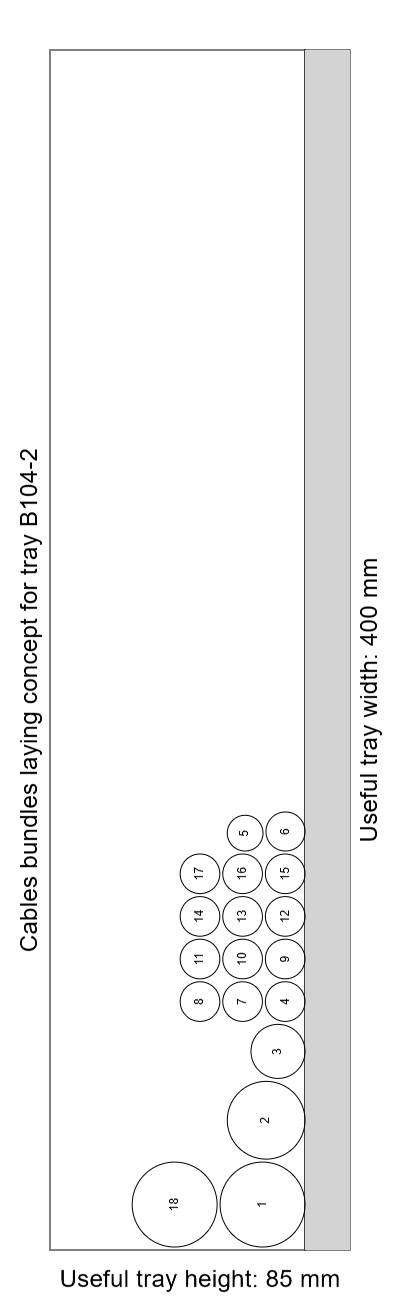 Cables bundles laying concept for tray B104-2
5 6
17 16 15
14 13 12
11 10 9
8 7 4
3
2
18 1
Useful tray width: 400 mm
Useful tray height: 85 mm